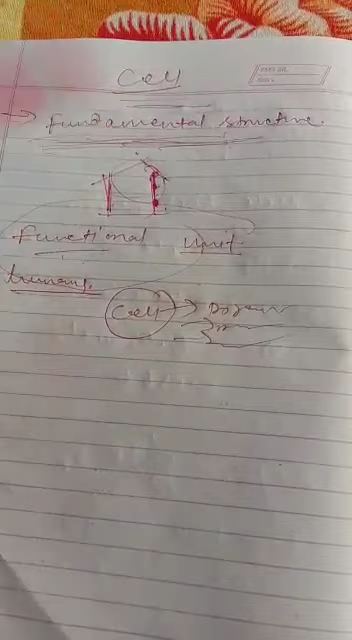 Cell
→ Fundamental structure.
Functional unit.
human.
Cell →